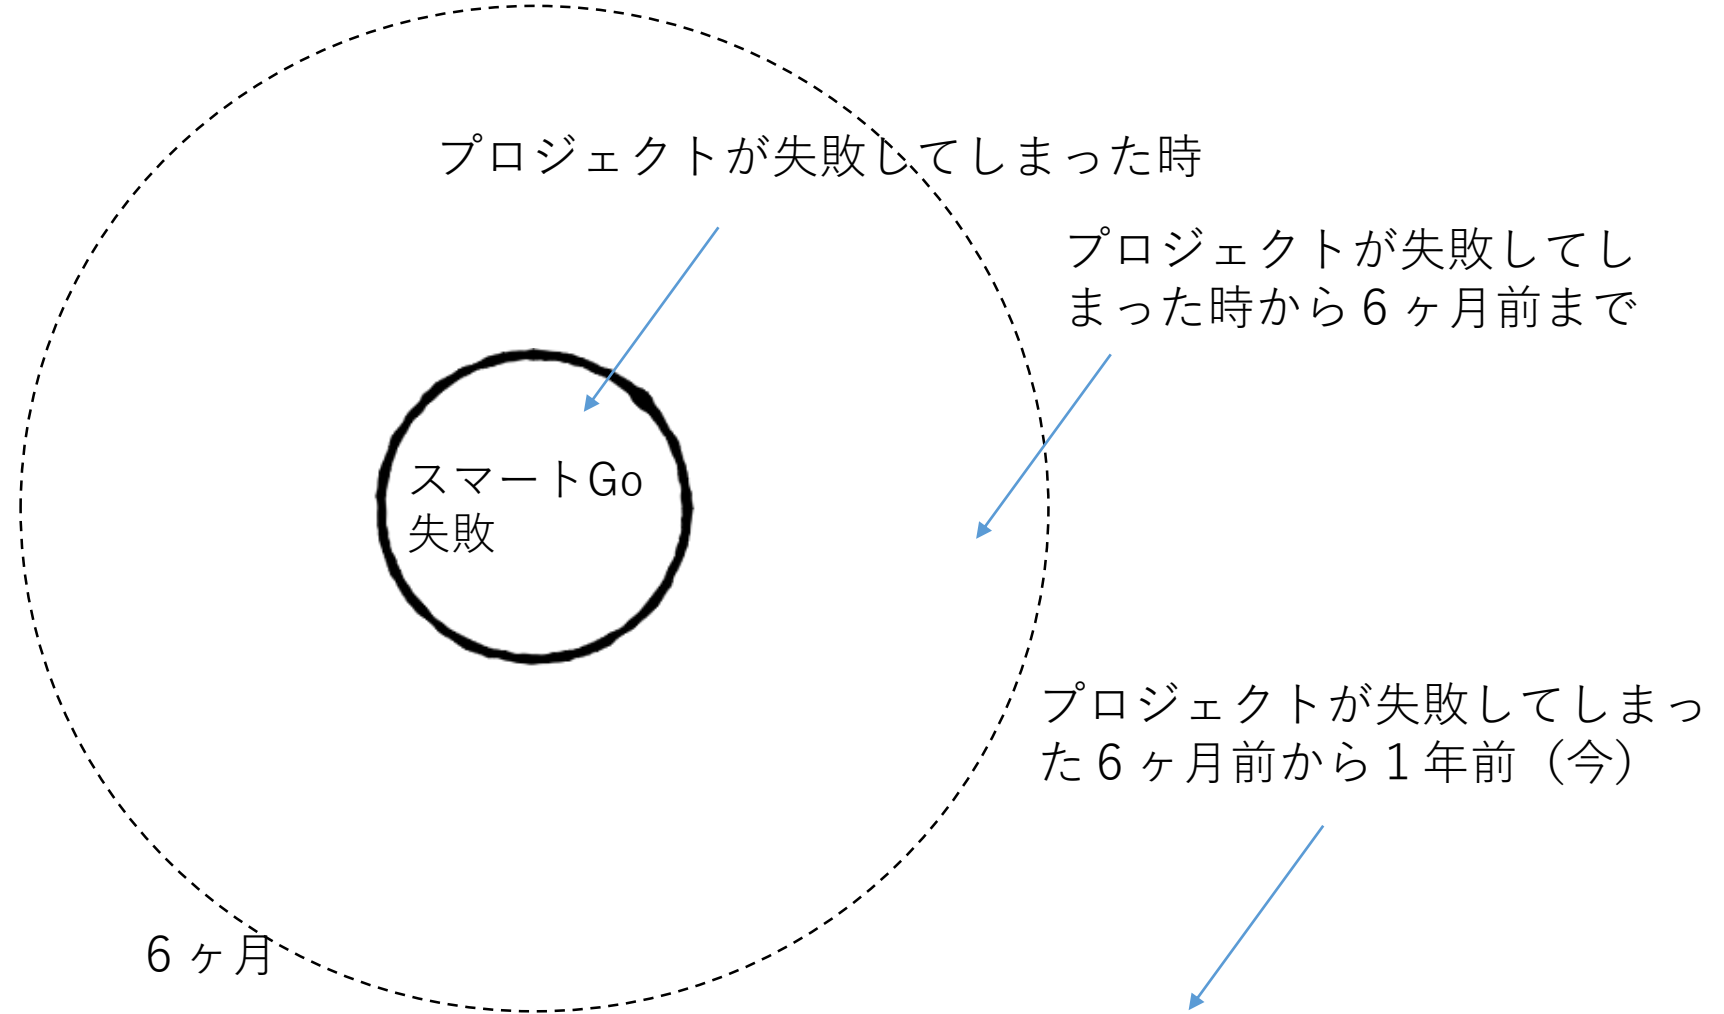 プロジェクトが失敗してしまった時
プロジェクトが失敗してし
まった時から６ヶ月前まで
スマートGo
失敗
プロジェクトが失敗してしまっ
た６ヶ月前から１年前（今）
６ヶ月